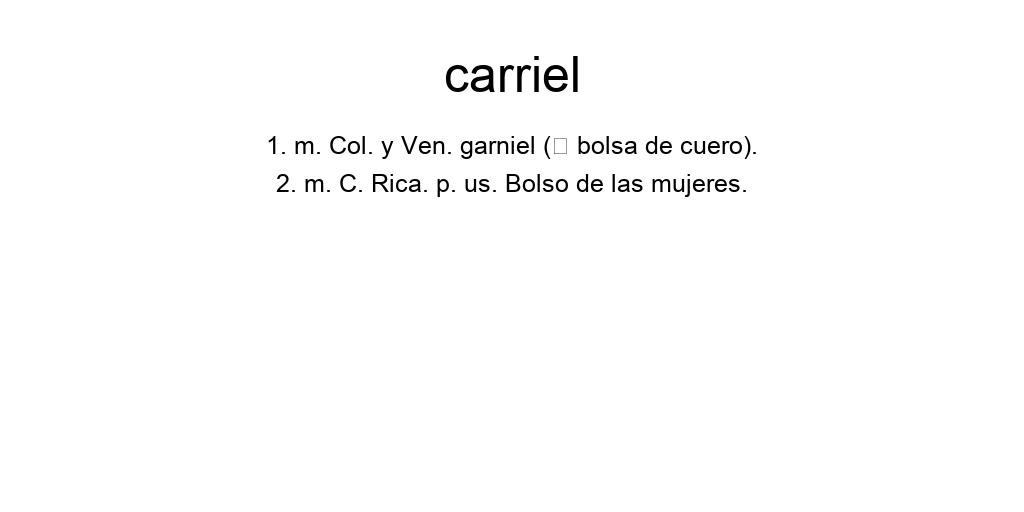 carriel
1. m. Col. y Ven. garniel (▯ bolsa de cuero).
2. m. C. Rica. p. us. Bolso de las mujeres.